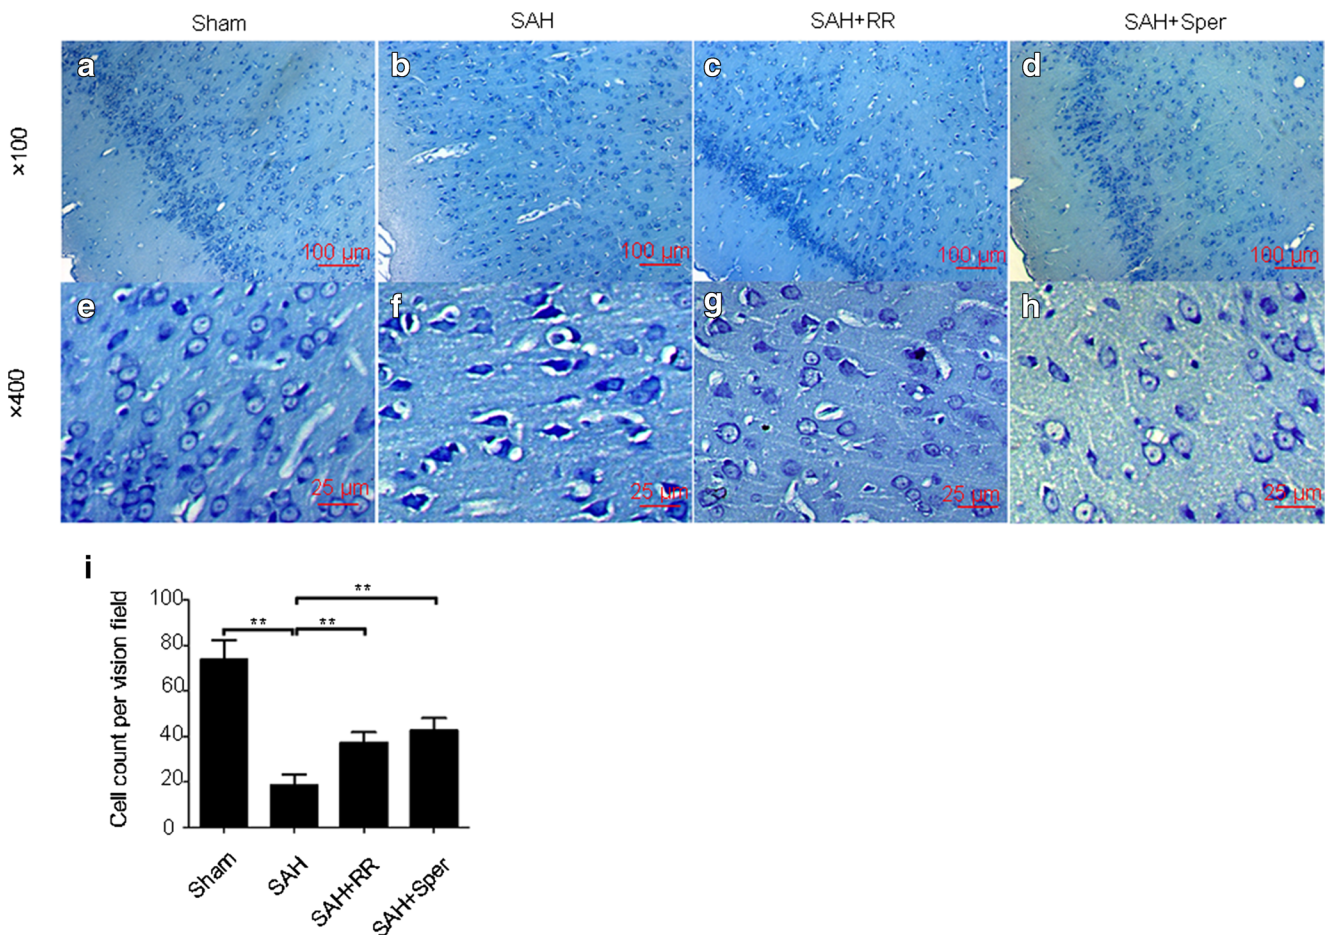 Sham SAH SAH+RR SAH+Sper
×100
a b c d
100 µm 100 µm 100 µm 100 µm
×400
e f g h
25 µm 25 µm 25 µm 25 µm
i
Cell count per vision field
100
80
60
40
20
0
**
** **
Sham SAH SAH+RR SAH+Sper